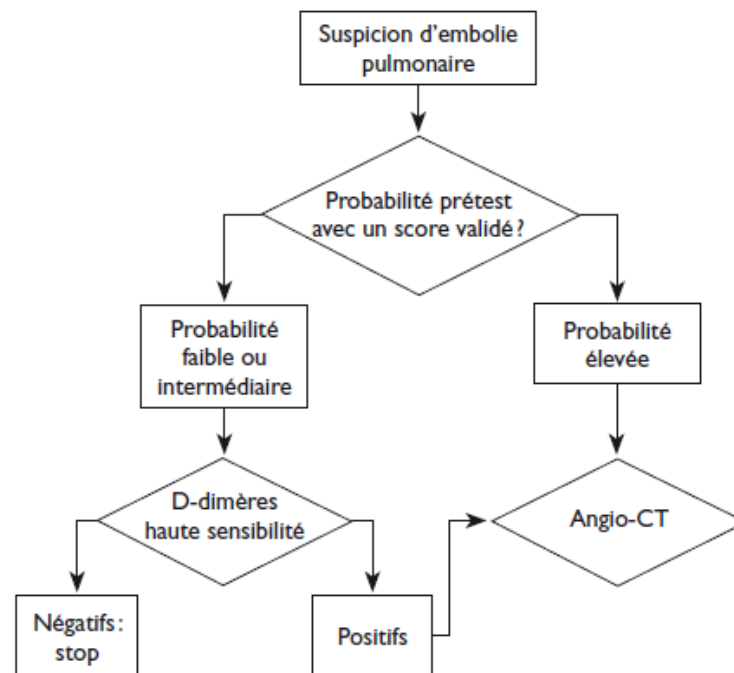 Suspicion d’embolie
pulmonaire
Probabilité prétest
avec un score validé ?
Probabilité
faible ou
intermédiaire
Probabilité
élevée
D-dimères
haute sensibilité
Angio-CT
Négatifs :
stop
Positifs